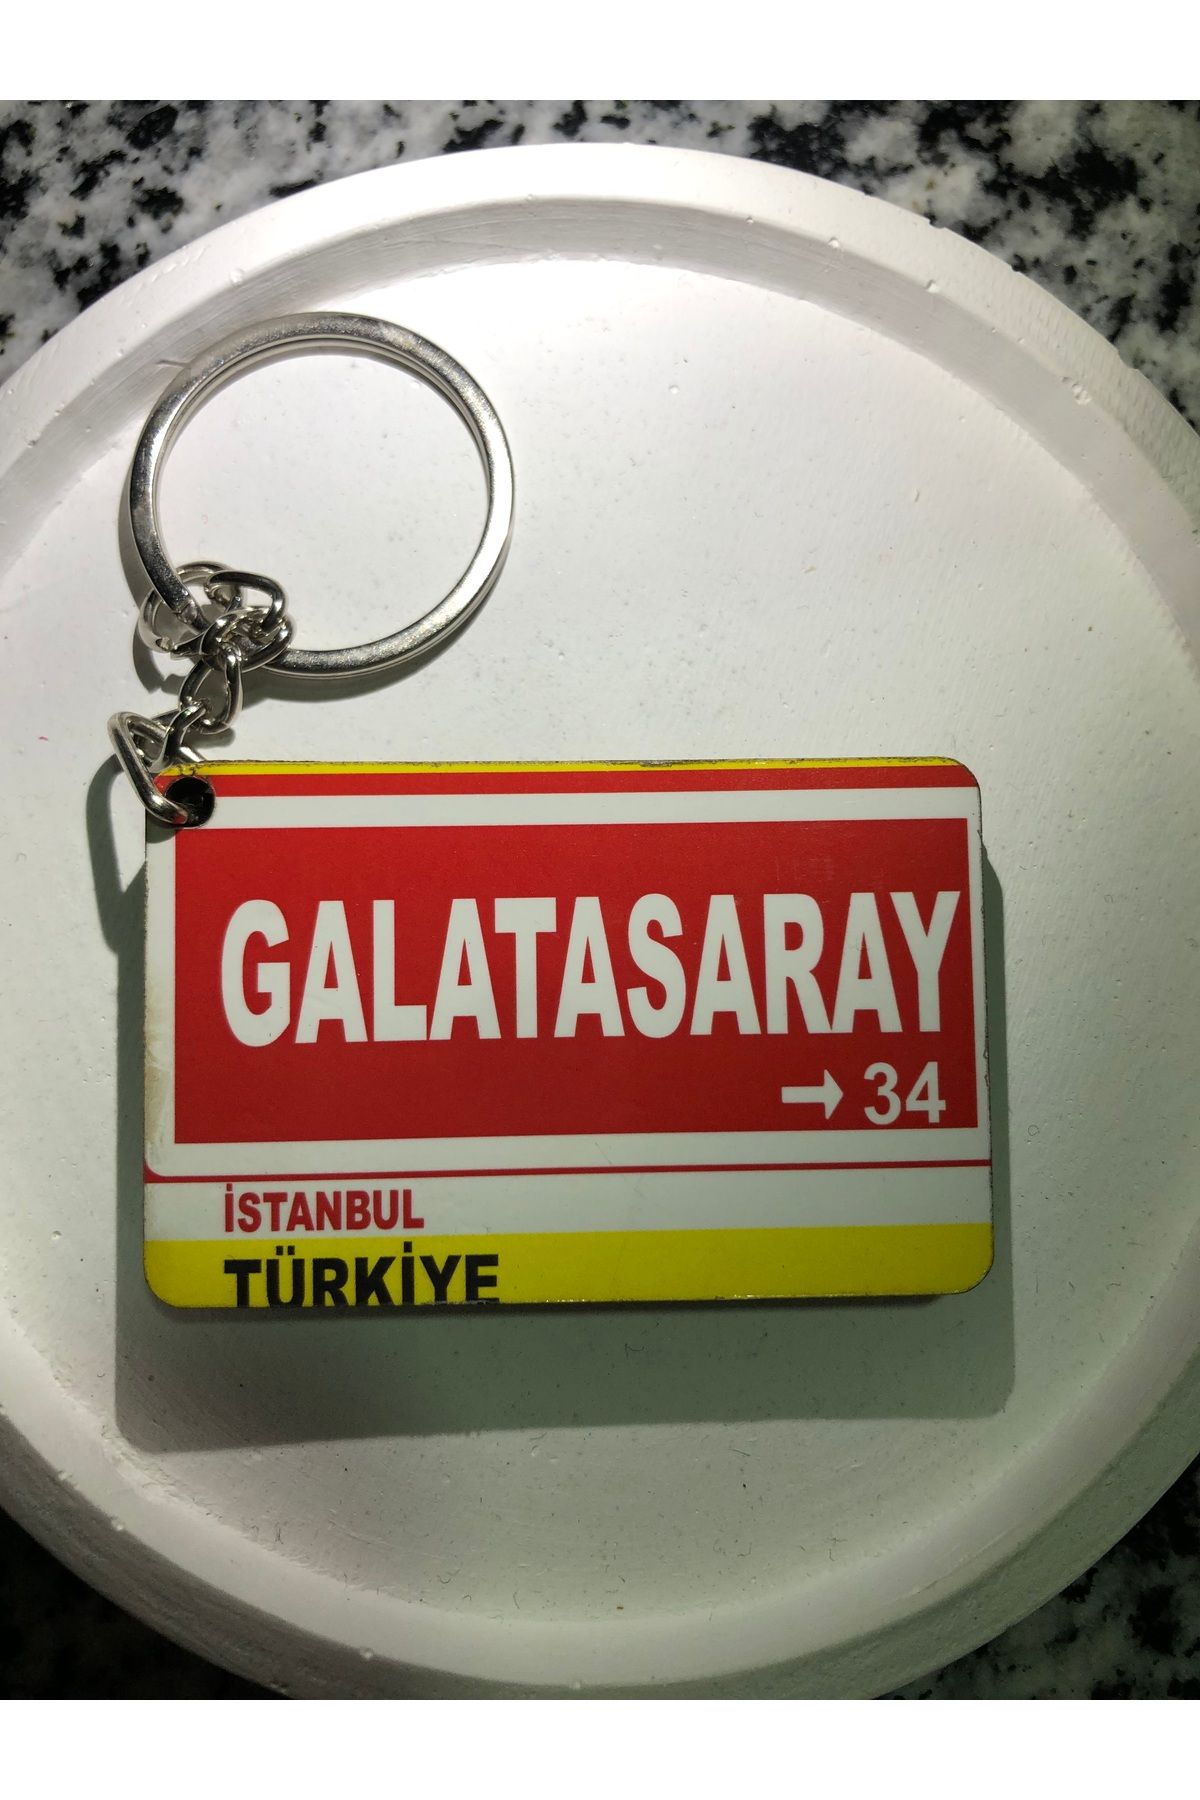 GALATASARAY
→ 34
İSTANBUL
TÜRKİYE